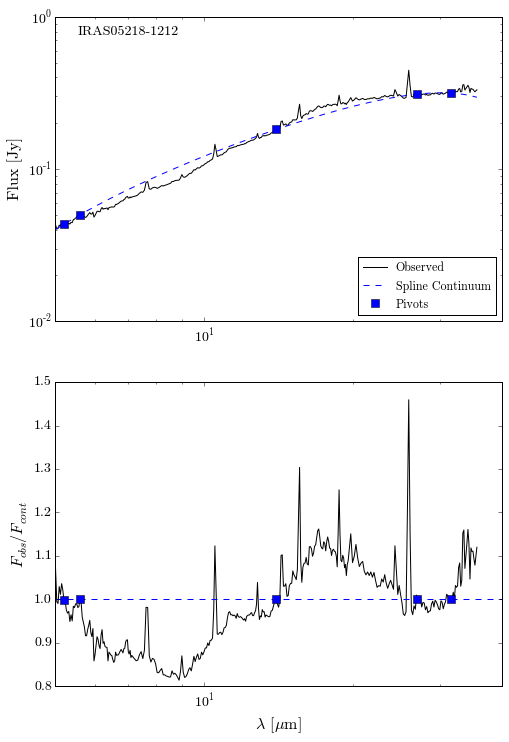 IRAS05218-1212
10^0
10^-1
10^-2
Flux [Jy]
Observed
Spline Continuum
Pivots
10^1
1.5
1.4
1.3
1.2
1.1
1.0
0.9
0.8
F_obs/F_cont
10^1
λ [μm]